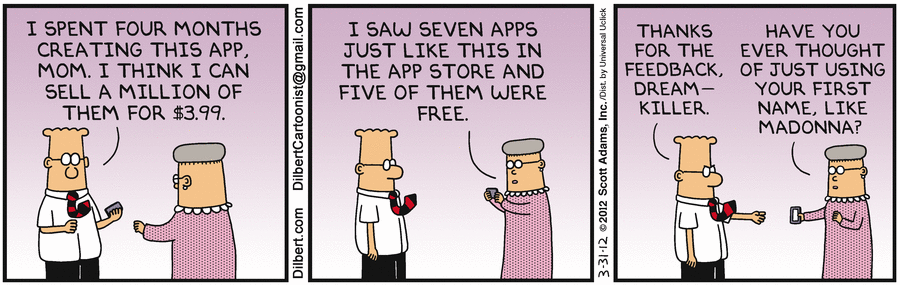 I SPENT FOUR MONTHS
CREATING THIS APP,
MOM. I THINK I CAN
SELL A MILLION OF
THEM FOR $3.99.
Dilbert.com DilbertCartoonist@gmail.com
I SAW SEVEN APPS
JUST LIKE THIS IN
THE APP STORE AND
FIVE OF THEM WERE
FREE.
3-31-12 ©2012 Scott Adams, Inc. /Dist. by Universal Uclick
THANKS
FOR THE
FEEDBACK,
DREAM-
KILLER.
HAVE YOU
EVER THOUGHT
OF JUST USING
YOUR FIRST
NAME, LIKE
MADONNA?